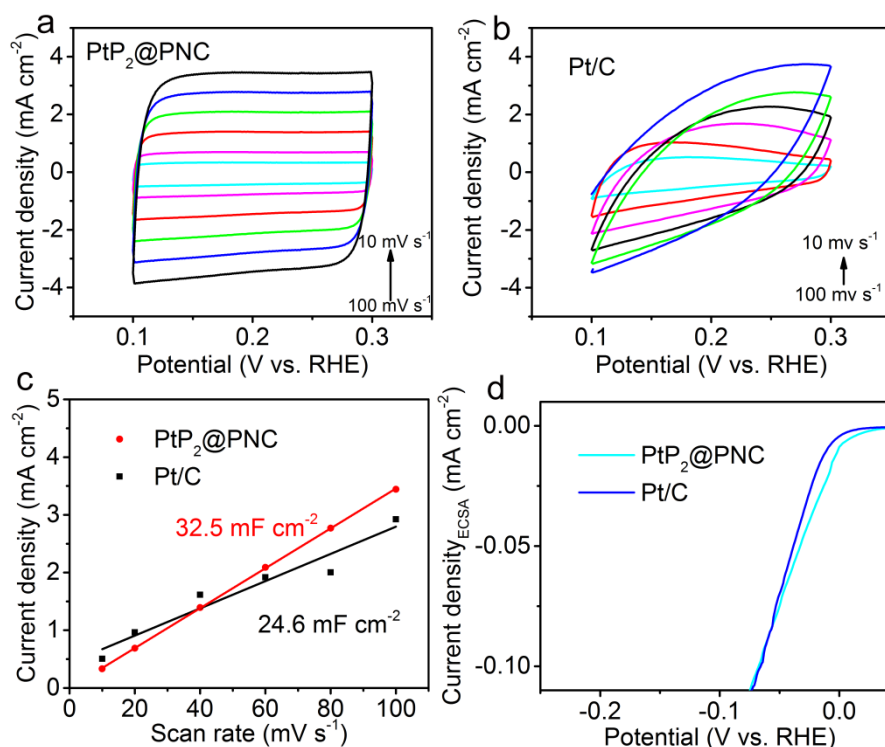 a
PtP₂@PNC
Current density (mA cm⁻²)
4
2
0
-2
-4
10 mV s⁻¹
100 mV s⁻¹
0.1
0.2
0.3
Potential (V vs. RHE)
b
Pt/C
Current density (mA cm⁻²)
4
2
0
-2
-4
10 mv s⁻¹
100 mv s⁻¹
0.1
0.2
0.3
Potential (V vs. RHE)
c
PtP₂@PNC
Pt/C
32.5 mF cm⁻²
24.6 mF cm⁻²
Current density (mA cm⁻²)
5
4
3
2
1
0
0
20
40
60
80
100
Scan rate (mV s⁻¹)
d
PtP₂@PNC
Pt/C
Current density_ECSA (mA cm⁻²)
0.00
-0.05
-0.10
-0.2
-0.1
0.0
Potential (V vs. RHE)